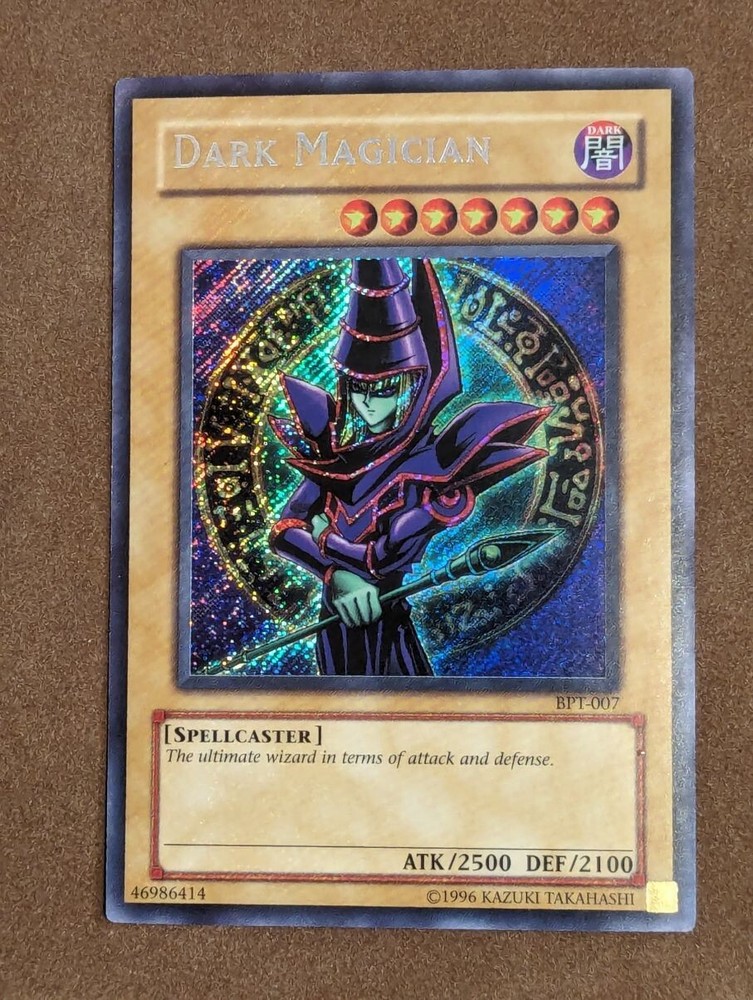 DARK MAGICIAN
DARK
闇
BPT-007
[SPELLCASTER]
The ultimate wizard in terms of attack and defense.
ATK/2500 DEF/2100
46986414
©1996 KAZUKI TAKAHASHI